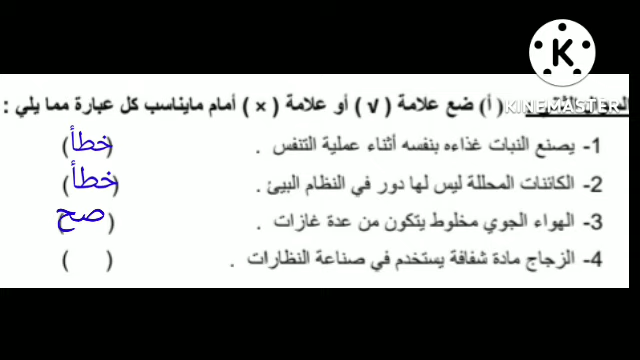 (أ) ضع علامة ( √ ) أو علامة ( × ) أمام مايناسب كل عبارة مما يلي :
KINEMASTER
1- يصنع النبات غذاءه بنفسه أثناء عملية التنفس . ( خطأ )
2- الكائنات المحللة ليس لها دور في النظام البيئي . ( خطأ )
3- الهواء الجوي مخلوط يتكون من عدة غازات . ( صح )
4- الزجاج مادة شفافة يستخدم في صناعة النظارات . ( )